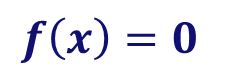 f(x) = 0